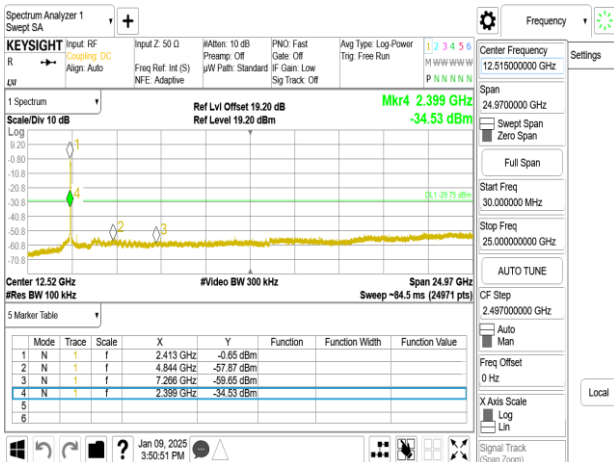 Spectrum Analyzer 1
Swept SA
Frequency
KEYSIGHT
R
LXI
Input: RF
Coupling: DC
Align: Auto
Input Z: 50 Ω
Freq Ref: Int (S)
NFE: Adaptive
#Atten: 10 dB
Preamp: Off
µW Path: Standard
PNO: Fast
Gate: Off
IF Gain: Low
Sig Track: Off
Avg Type: Log-Power
Trig: Free Run
1 2 3 4 5 6
M W W W W W
P N N N N N
1 Spectrum
Scale/Div 10 dB
Ref Lvl Offset 19.20 dB
Ref Level 19.20 dBm
Mkr4 2.399 GHz
-34.53 dBm
Log
9.20
-0.80
-10.8
-20.8
-30.8
-40.8
-50.8
-60.8
-70.8
1
4
2
3
DL1 -29.75 dBm
Center 12.52 GHz
#Res BW 100 kHz
#Video BW 300 kHz
Span 24.97 GHz
Sweep ~84.5 ms (24971 pts)
5 Marker Table
Mode Trace Scale X Y Function Function Width Function Value
1 N 1 f 2.413 GHz -0.65 dBm
2 N 1 f 4.844 GHz -57.87 dBm
3 N 1 f 7.266 GHz -59.65 dBm
4 N 1 f 2.399 GHz -34.53 dBm
5
6
Jan 09, 2025
3:50:51 PM
Center Frequency
12.515000000 GHz
Span
24.9700000 GHz
Swept Span
Zero Span
Full Span
Start Freq
30.000000 MHz
Stop Freq
25.000000000 GHz
AUTO TUNE
CF Step
2.497000000 GHz
Auto
Man
Freq Offset
0 Hz
X Axis Scale
Log
Lin
Signal Track
(Span Zoom)
Settings
Local